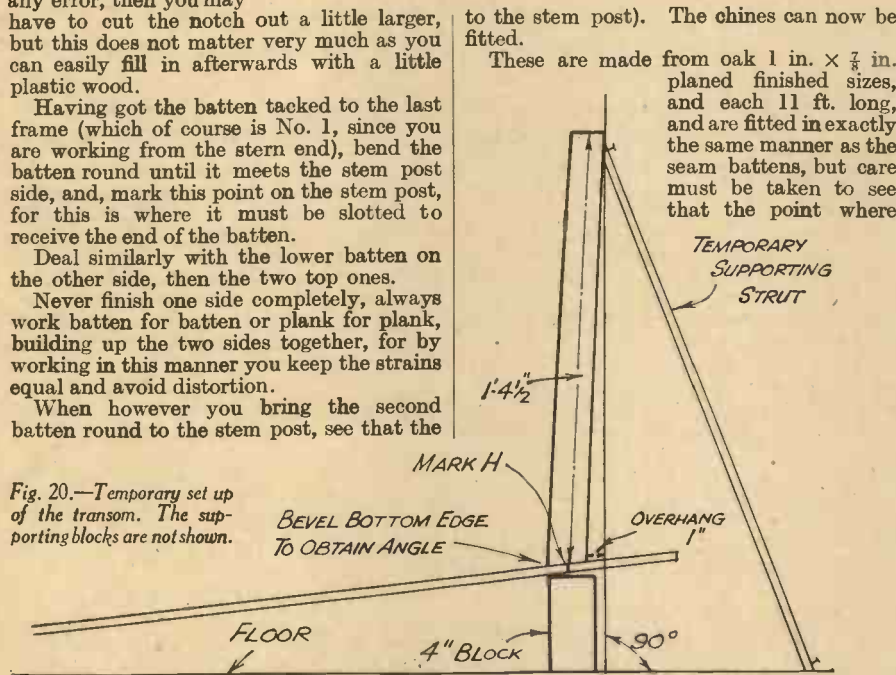 any error, then you may
have to cut the notch out a little larger,
but this does not matter very much as you
can easily fill in afterwards with a little
plastic wood.
Having got the batten tacked to the last
frame (which of course is No. 1, since you
are working from the stern end), bend the
batten round until it meets the stem post
side, and, mark this point on the stem post,
for this is where it must be slotted to
receive the end of the batten.
Deal similarly with the lower batten on
the other side, then the two top ones.
Never finish one side completely, always
work batten for batten or plank for plank,
building up the two sides together, for by
working in this manner you keep the strains
equal and avoid distortion.
When however you bring the second
batten round to the stem post, see that the
to the stem post). The chines can now be
fitted.
These are made from oak 1 in. × 7/8 in.
planed finished sizes,
and each 11 ft. long,
and are fitted in exactly
the same manner as the
seam battens, but care
must be taken to see
that the point where
TEMPORARY
SUPPORTING
STRUT
1'-4½"
MARK H
Fig. 20.—Temporary set up
of the transom. The sup-
porting blocks are not shown.
BEVEL BOTTOM EDGE
TO OBTAIN ANGLE
OVERHANG
1"
FLOOR
4" BLOCK
90°